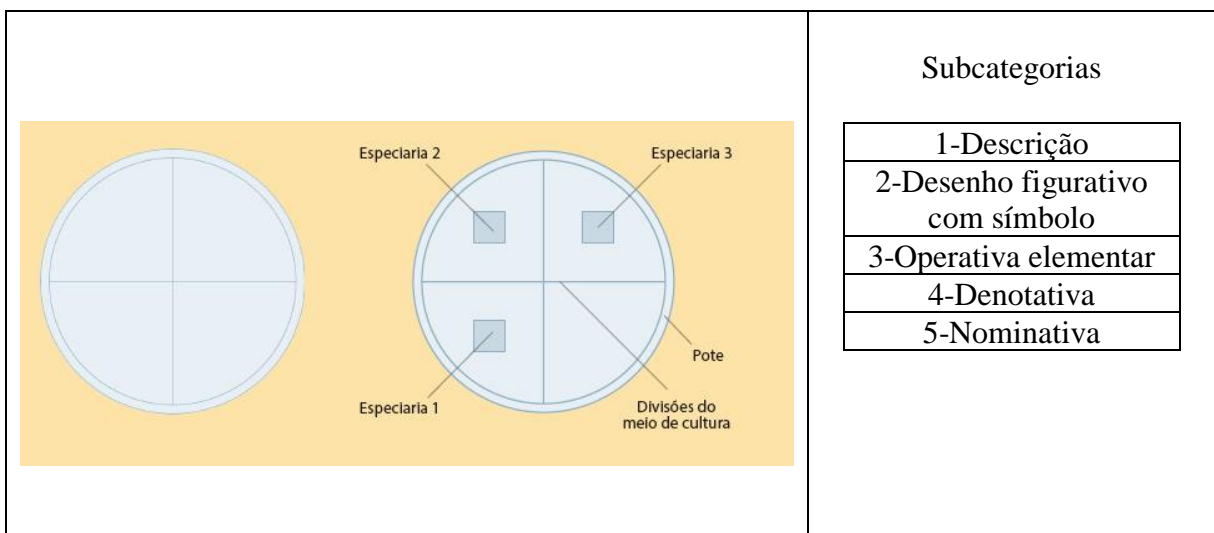 Especiaria 2
Especiaria 3
Especiaria 1
Pote
Divisões do
meio de cultura
Subcategorias
1-Descrição
2-Desenho figurativo
com símbolo
3-Operativa elementar
4-Denotativa
5-Nominativa